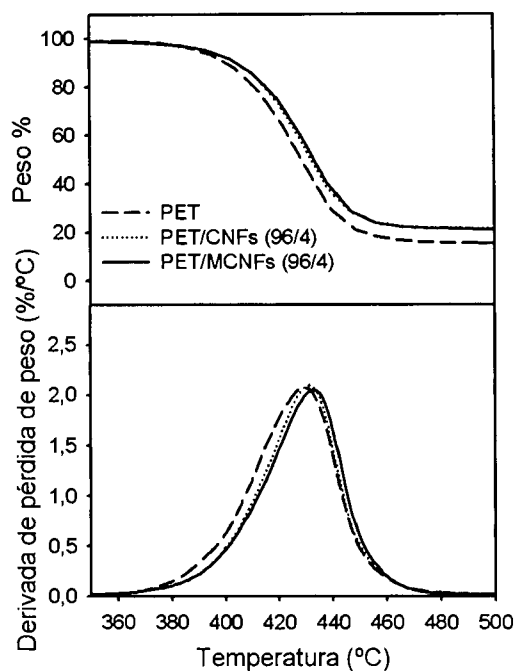 100
80
60
40
20
0
Peso %
PET
PET/CNFs (96/4)
PET/MCNFs (96/4)
2,5
2,0
1,5
1,0
0,5
0,0
Derivada de pérdida de peso (%/ºC)
360 380 400 420 440 460 480 500
Temperatura (ºC)